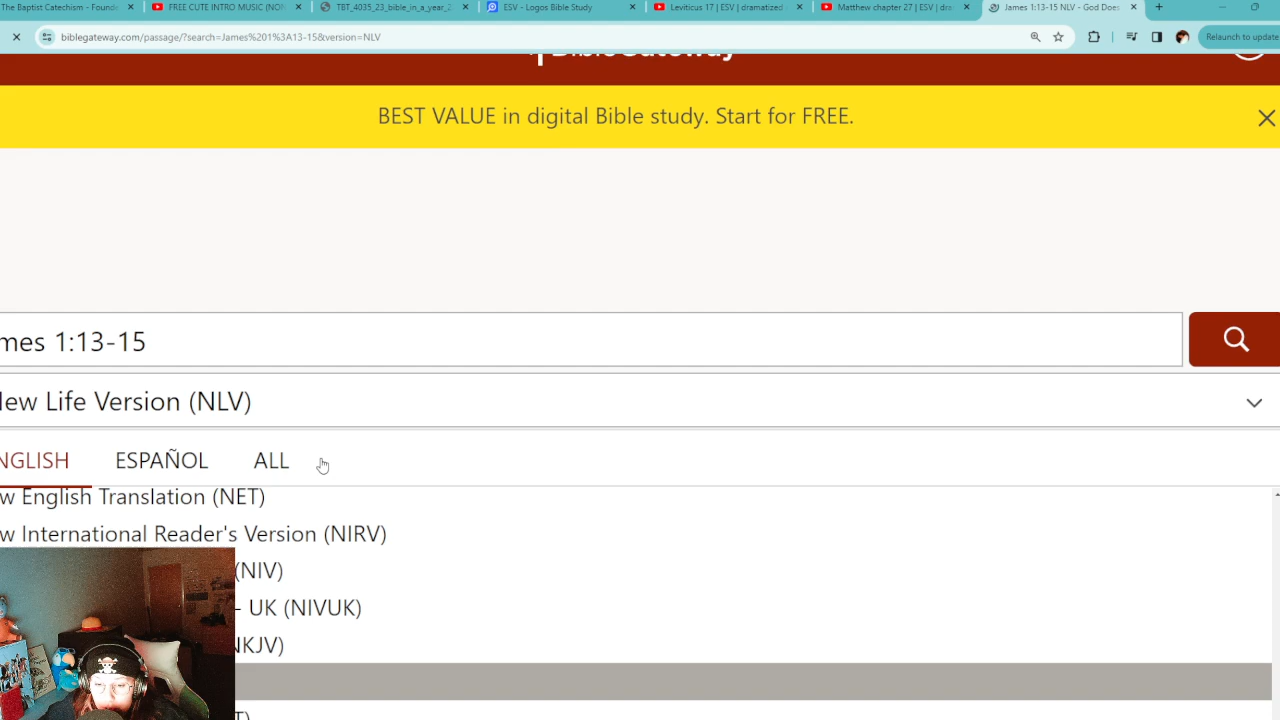 The Baptist Catechism - Founde
FREE CUTE INTRO MUSIC (NON
TBT_4035_23_bible_in_a_year_2
ESV - Logos Bible Study
Leviticus 17 | ESV | dramatized
Matthew chapter 27 | ESV | dra
James 1:13-15 NLV - God Does
biblegateway.com/passage/?search=James%201%3A13-15&version=NLV
Relaunch to update
BibleGateway
BEST VALUE in digital Bible study. Start for FREE.
mes 1:13-15
New Life Version (NLV)
NGLISH ESPAÑOL ALL
w English Translation (NET)
w International Reader's Version (NIRV)
(NIV)
- UK (NIVUK)
NKJV)
T)